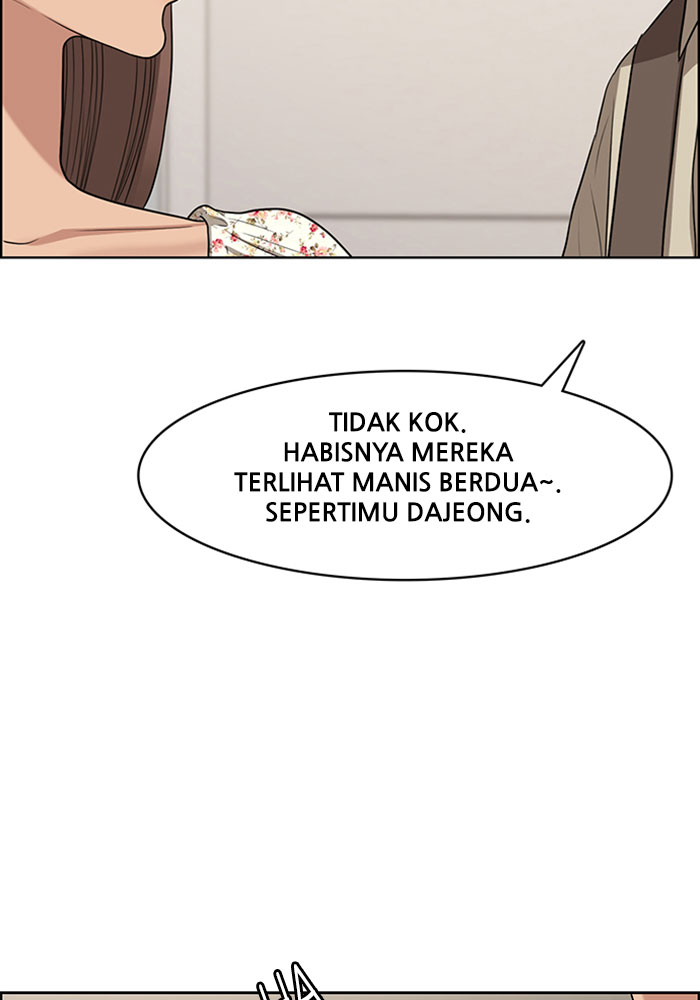 TIDAK KOK.
HABISNYA MEREKA
TERLIHAT MANIS BERDUA~.
SEPERTIMU DAJEONG.